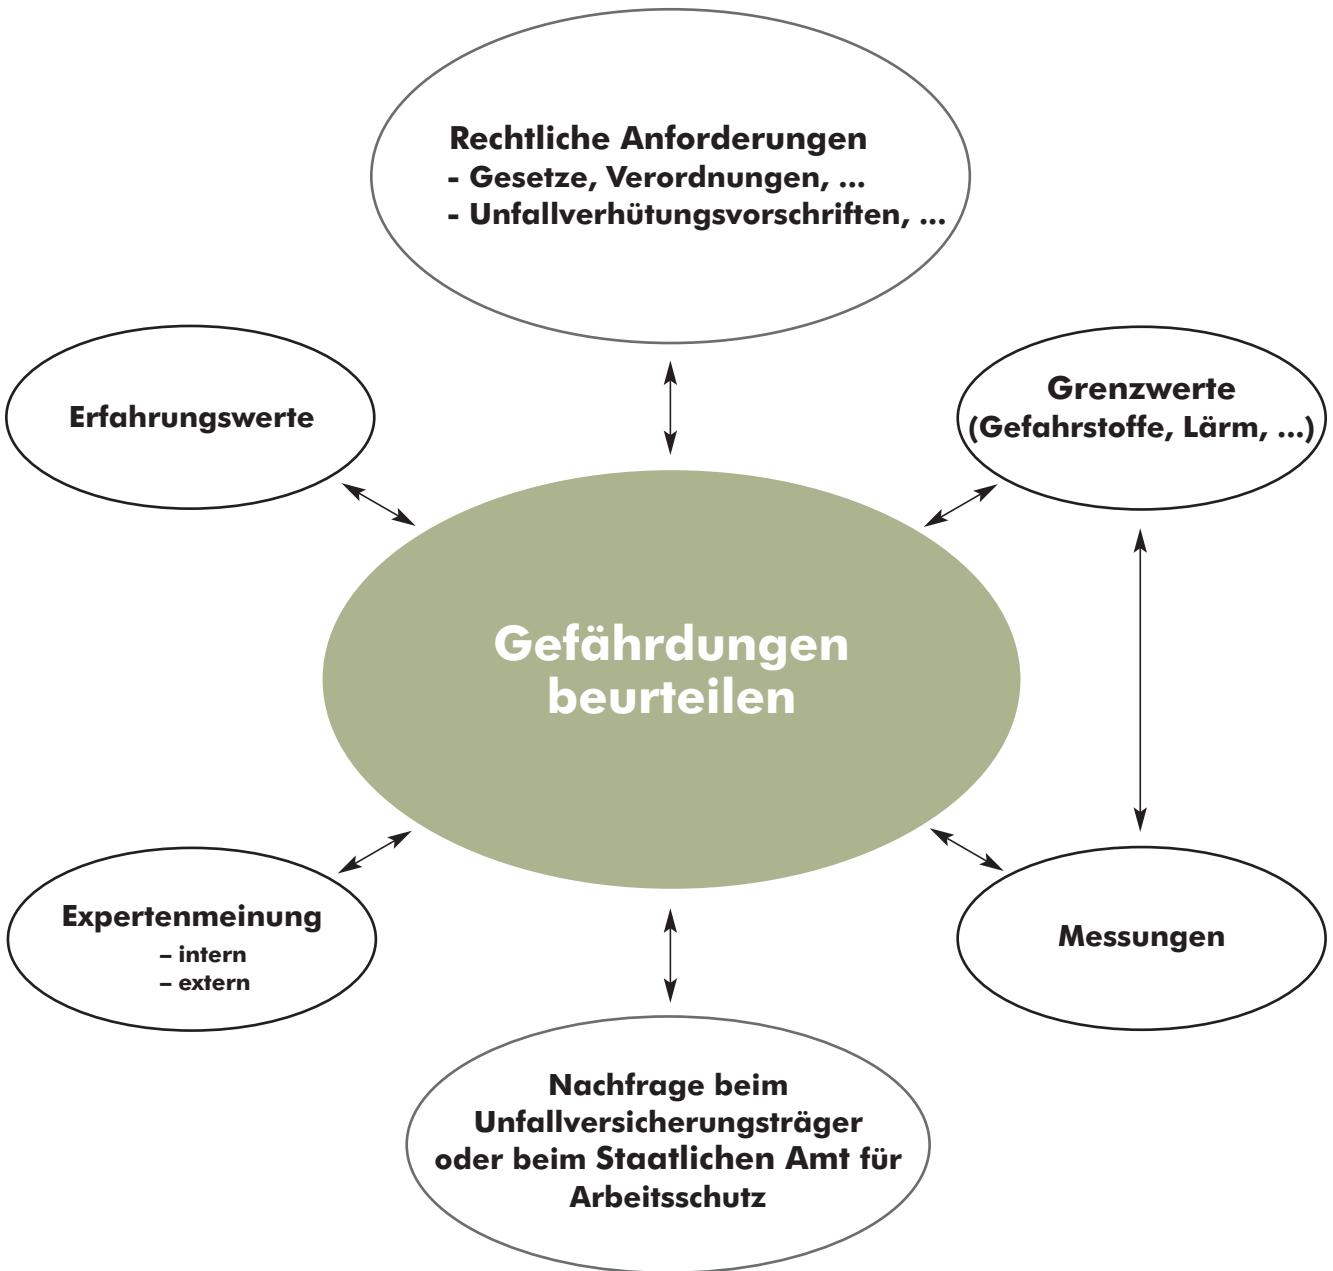 Rechtliche Anforderungen
- Gesetze, Verordnungen, ...
- Unfallverhütungsvorschriften, ...
Erfahrungswerte
Grenzwerte
(Gefahrstoffe, Lärm, ...)
Gefährdungen
beurteilen
Expertenmeinung
– intern
– extern
Messungen
Nachfrage beim
Unfallversicherungsträger
oder beim Staatlichen Amt für
Arbeitsschutz